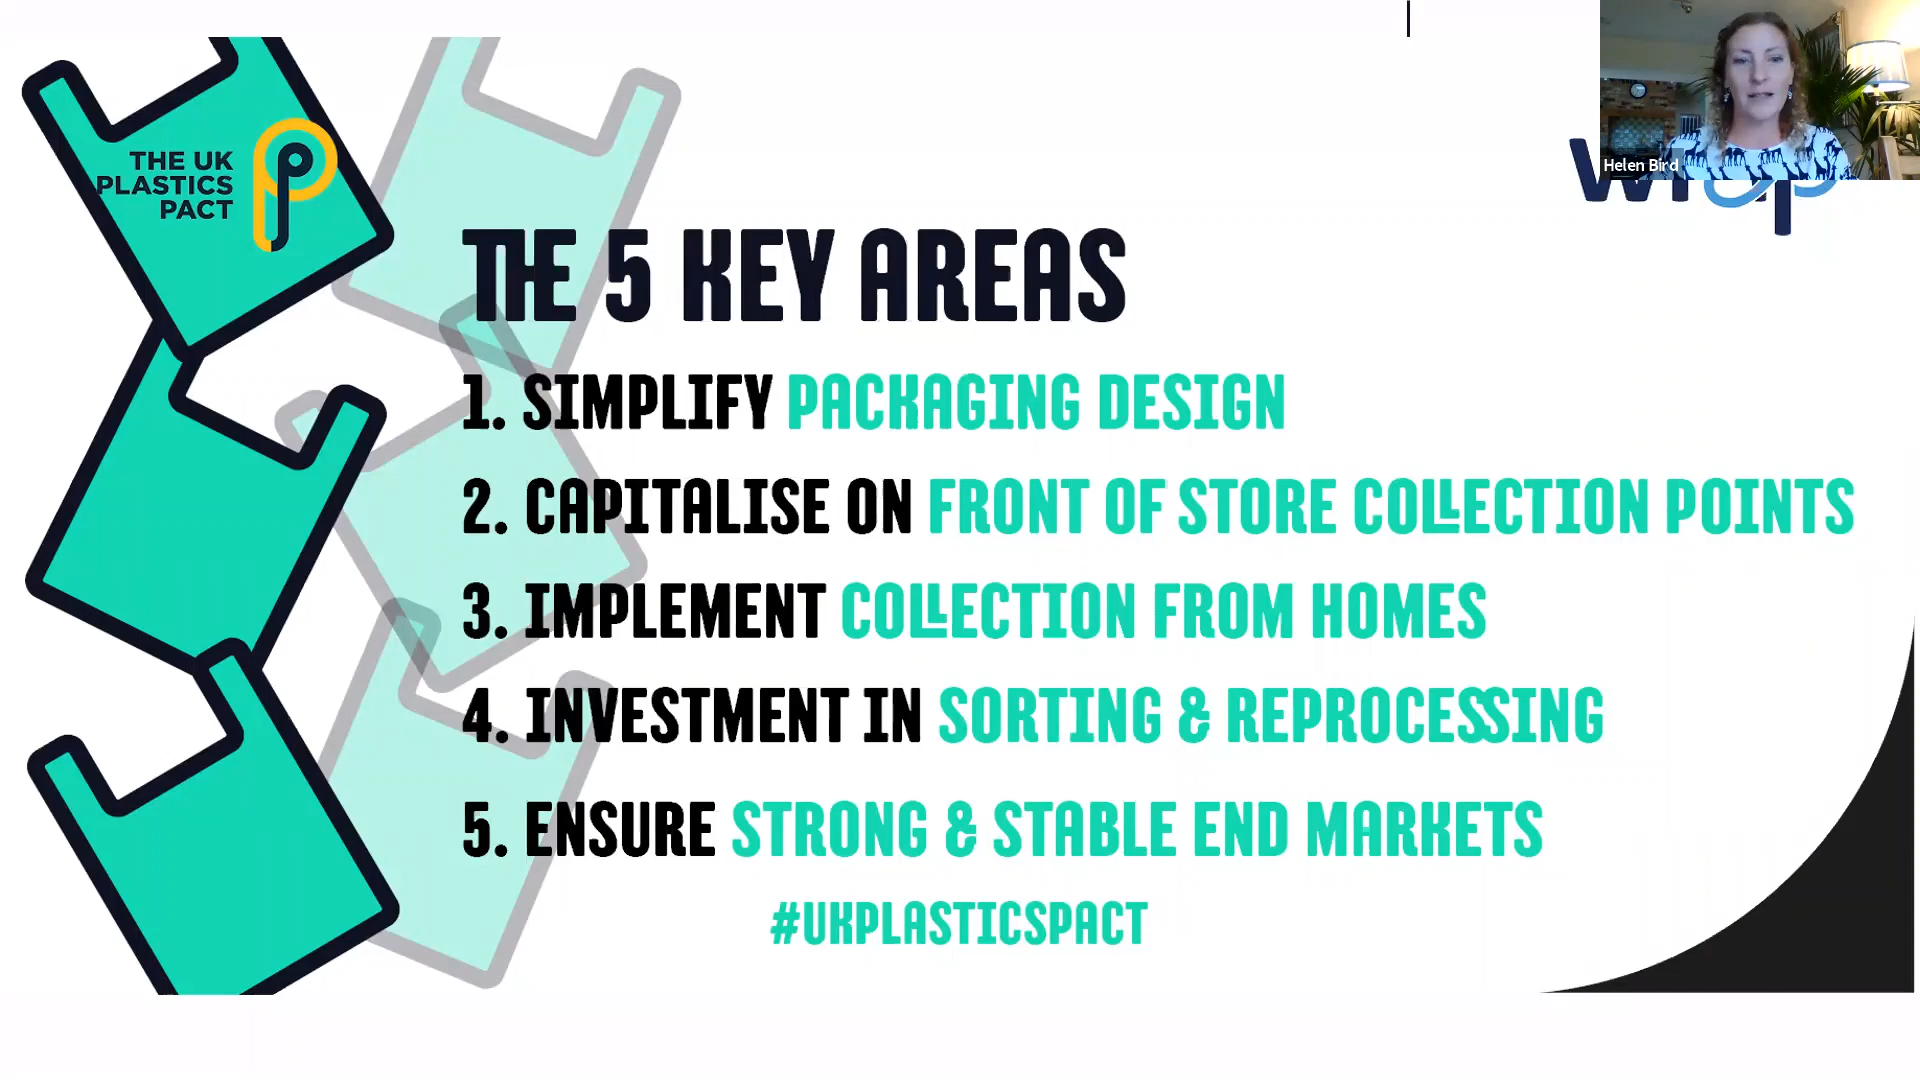 THE UK
PLASTICS
PACT
Helen Bird
wrap
THE 5 KEY AREAS
1. SIMPLIFY PACKAGING DESIGN
2. CAPITALISE ON FRONT OF STORE COLLECTION POINTS
3. IMPLEMENT COLLECTION FROM HOMES
4. INVESTMENT IN SORTING & REPROCESSING
5. ENSURE STRONG & STABLE END MARKETS
#UKPLASTICSPACT